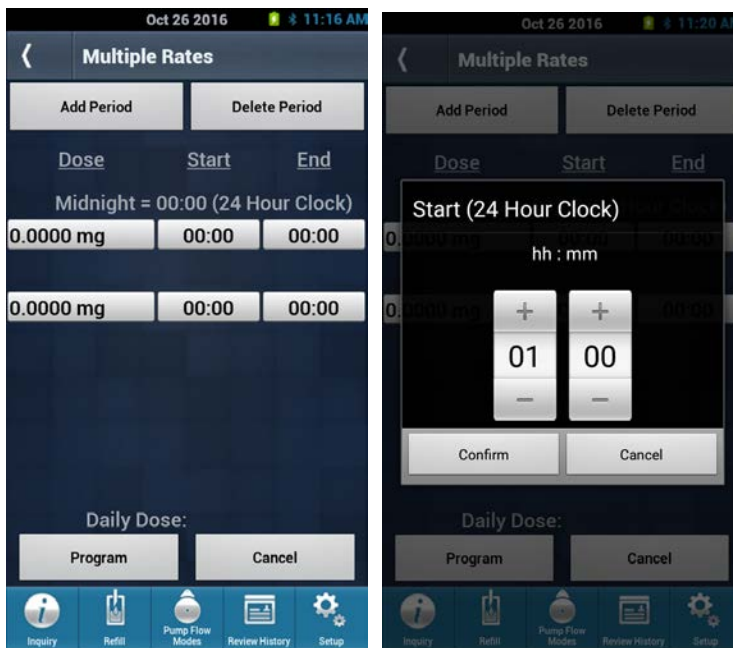 Oct 26 2016 11:16 AM
Multiple Rates
Add Period Delete Period
Dose Start End
Midnight = 00:00 (24 Hour Clock)
0.0000 mg 00:00 00:00
0.0000 mg 00:00 00:00
Daily Dose:
Program Cancel
Inquiry Refill Pump Flow Modes Review History Setup
Oct 26 2016 11:20 A
Multiple Rates
Add Period Delete Period
Dose Start End
Start (24 Hour Clock)
hh : mm
+ +
01 00
− −
Confirm Cancel
Daily Dose:
Program Cancel
Inquiry Refill Pump Flow Modes Review History Setup